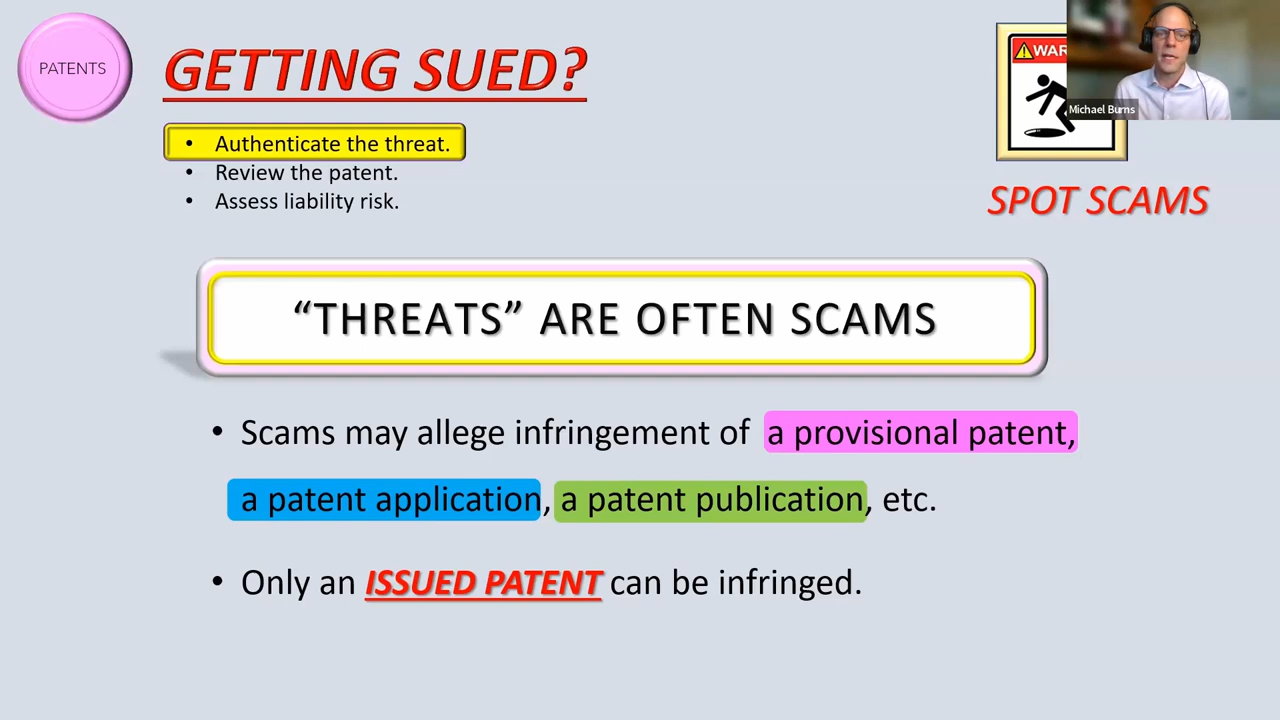 PATENTS
GETTING SUED?
• Authenticate the threat.
• Review the patent.
• Assess liability risk.
WAR
Michael Burns
SPOT SCAMS
“THREATS” ARE OFTEN SCAMS
• Scams may allege infringement of a provisional patent,
a patent application, a patent publication, etc.
• Only an ISSUED PATENT can be infringed.